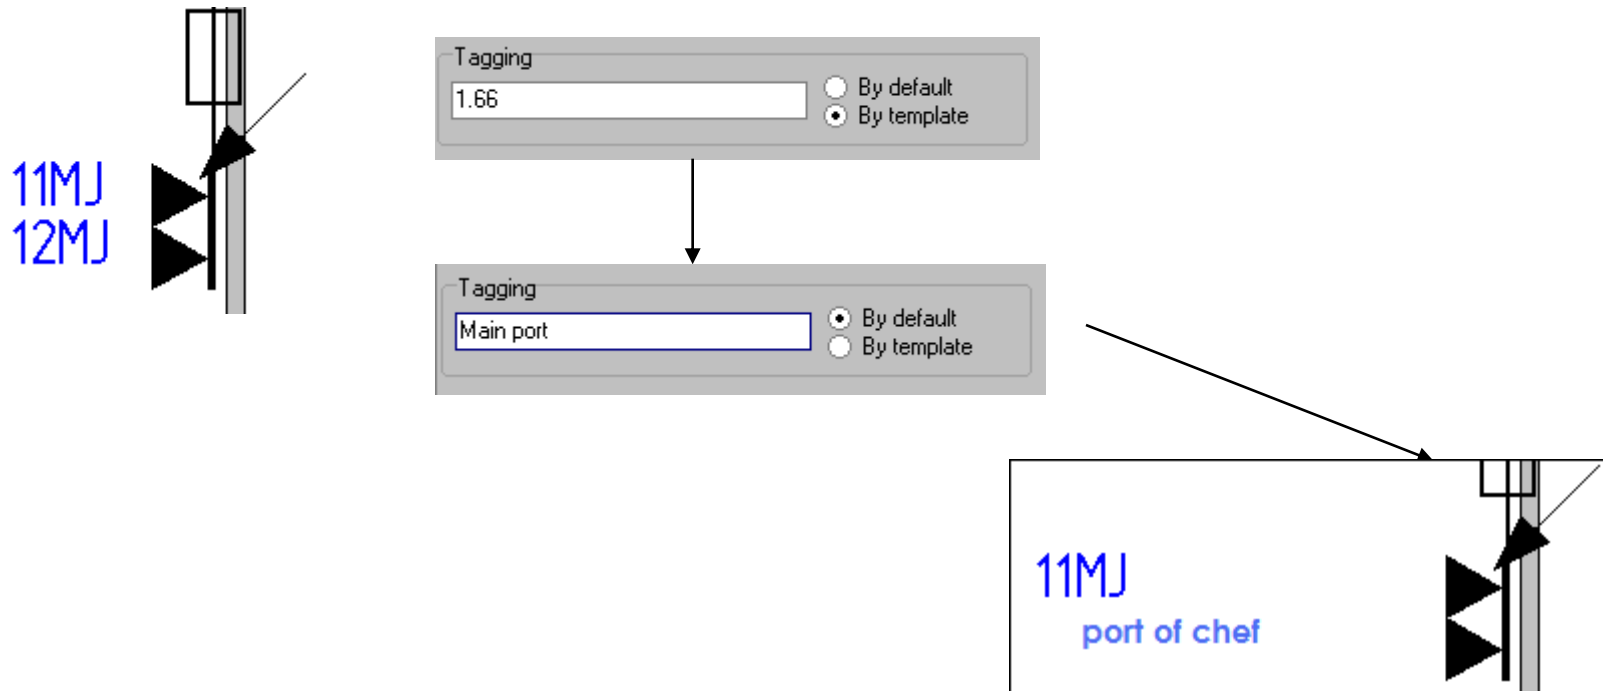 11MJ
12MJ
Tagging
1.66
By default
By template
Tagging
Main port
By default
By template
11MJ
port of chef